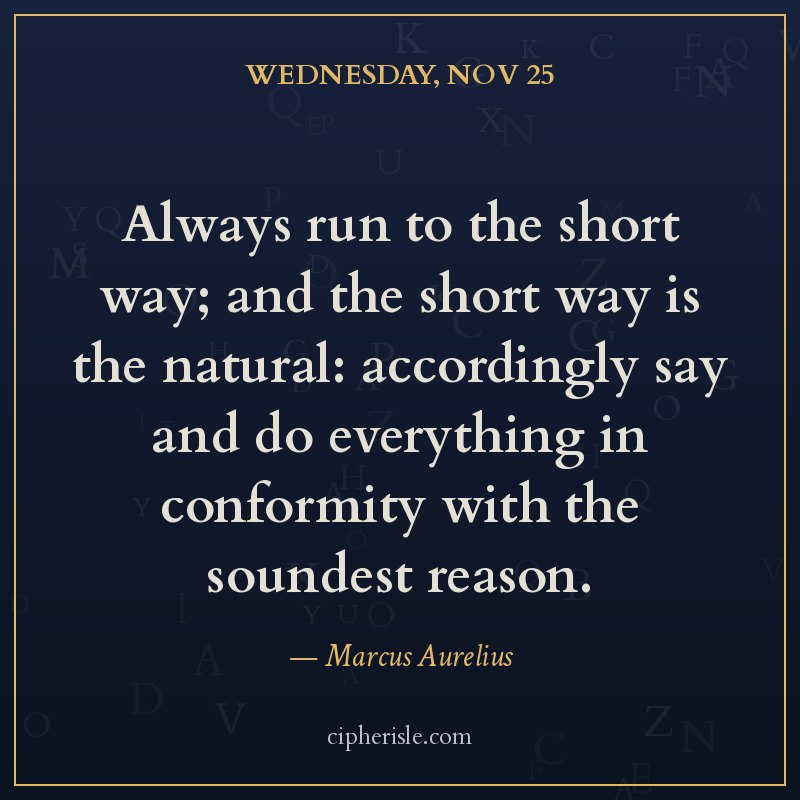 WEDNESDAY, NOV 25
Always run to the short
way; and the short way is
the natural: accordingly say
and do everything in
conformity with the
soundest reason.
— Marcus Aurelius
cipherisle.com